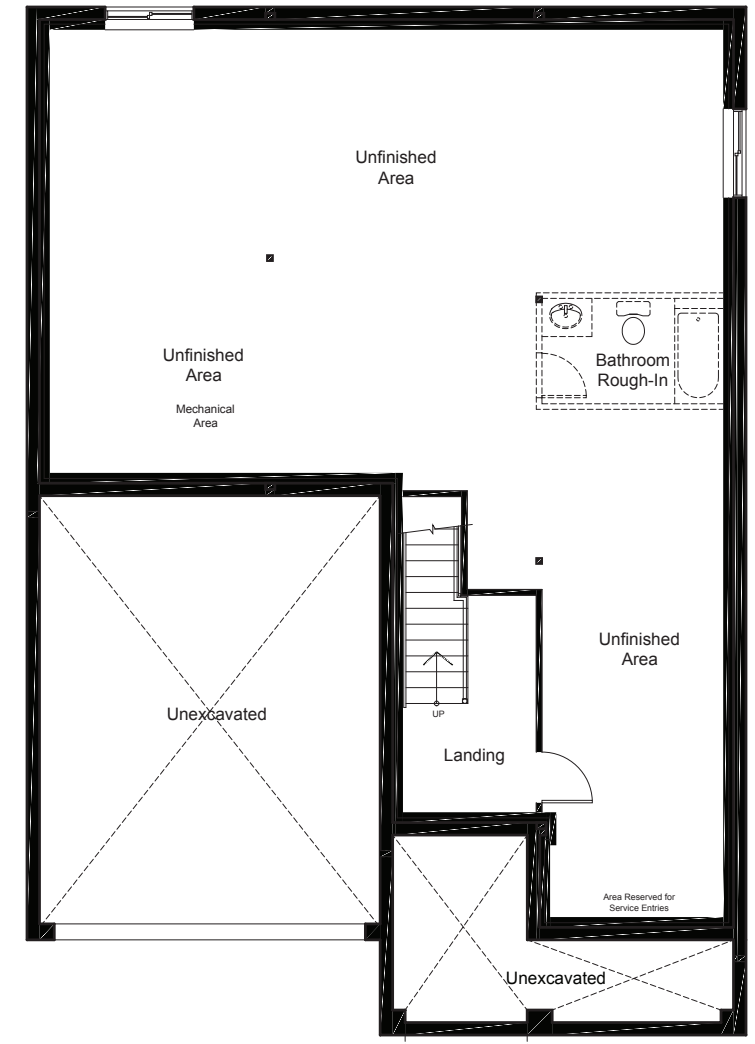 Unfinished
Area
Unfinished
Area
Mechanical
Area
Bathroom
Rough-In
Unfinished
Area
Unexcavated
UP
Landing
Area Reserved for
Service Entries
Unexcavated